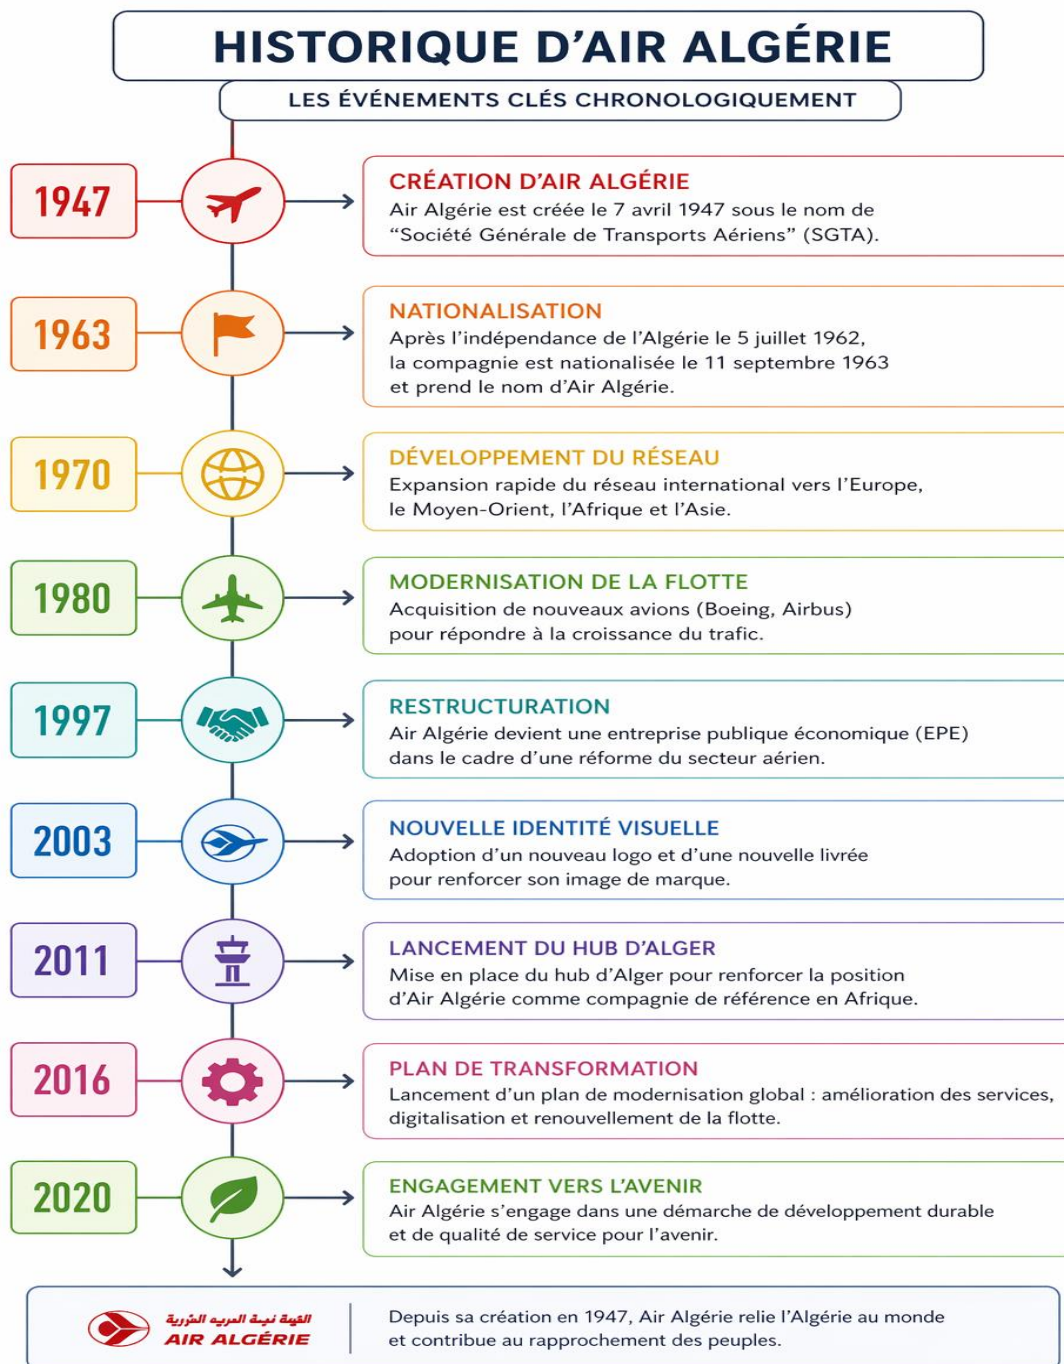 HISTORIQUE D’AIR ALGÉRIE
LES ÉVÉNEMENTS CLÉS CHRONOLOGIQUEMENT
1947
CRÉATION D’AIR ALGÉRIE
Air Algérie est créée le 7 avril 1947 sous le nom de
“Société Générale de Transports Aériens” (SGTA).
1963
NATIONALISATION
Après l’indépendance de l’Algérie le 5 juillet 1962,
la compagnie est nationalisée le 11 septembre 1963
et prend le nom d’Air Algérie.
1970
DÉVELOPPEMENT DU RÉSEAU
Expansion rapide du réseau international vers l’Europe,
le Moyen-Orient, l’Afrique et l’Asie.
1980
MODERNISATION DE LA FLOTTE
Acquisition de nouveaux avions (Boeing, Airbus)
pour répondre à la croissance du trafic.
1997
RESTRUCTURATION
Air Algérie devient une entreprise publique économique (EPE)
dans le cadre d’une réforme du secteur aérien.
2003
NOUVELLE IDENTITÉ VISUELLE
Adoption d’un nouveau logo et d’une nouvelle livrée
pour renforcer son image de marque.
2011
LANCEMENT DU HUB D’ALGER
Mise en place du hub d’Alger pour renforcer la position
d’Air Algérie comme compagnie de référence en Afrique.
2016
PLAN DE TRANSFORMATION
Lancement d’un plan de modernisation global : amélioration des services,
digitalisation et renouvellement de la flotte.
2020
ENGAGEMENT VERS L’AVENIR
Air Algérie s’engage dans une démarche de développement durable
et de qualité de service pour l’avenir.
AIR ALGÉRIE
Depuis sa création en 1947, Air Algérie relie l’Algérie au monde
et contribue au rapprochement des peuples.